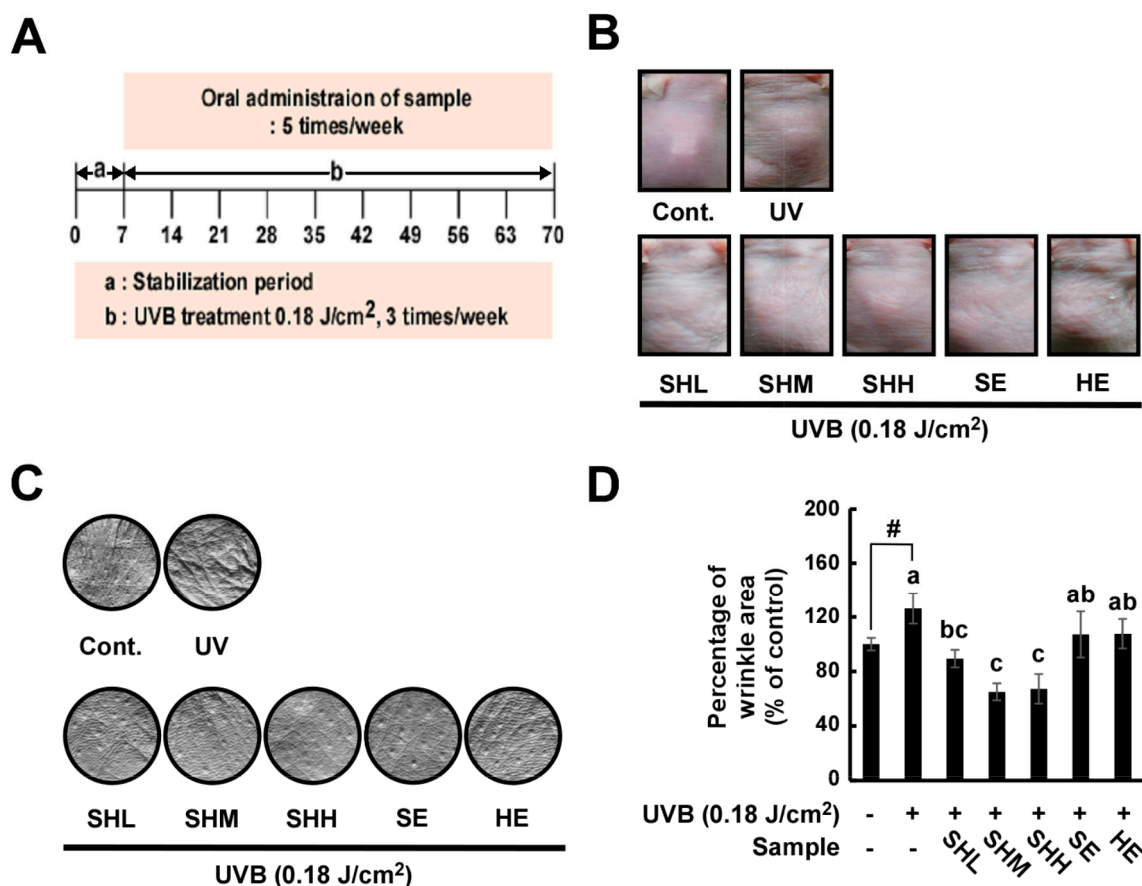 A
Oral administraion of sample
: 5 times/week
a
b
0 7 14 21 28 35 42 49 56 63 70
a : Stabilization period
b : UVB treatment 0.18 J/cm², 3 times/week
B
Cont. UV
SHL SHM SHH SE HE
UVB (0.18 J/cm²)
C
Cont. UV
SHL SHM SHH SE HE
UVB (0.18 J/cm²)
D
Percentage of
wrinkle area
(% of control)
200
160
120
80
40
0
#
a
bc
c
c
ab
ab
UVB (0.18 J/cm²) - + + + + + +
Sample - - SHL SHM SHH SE HE